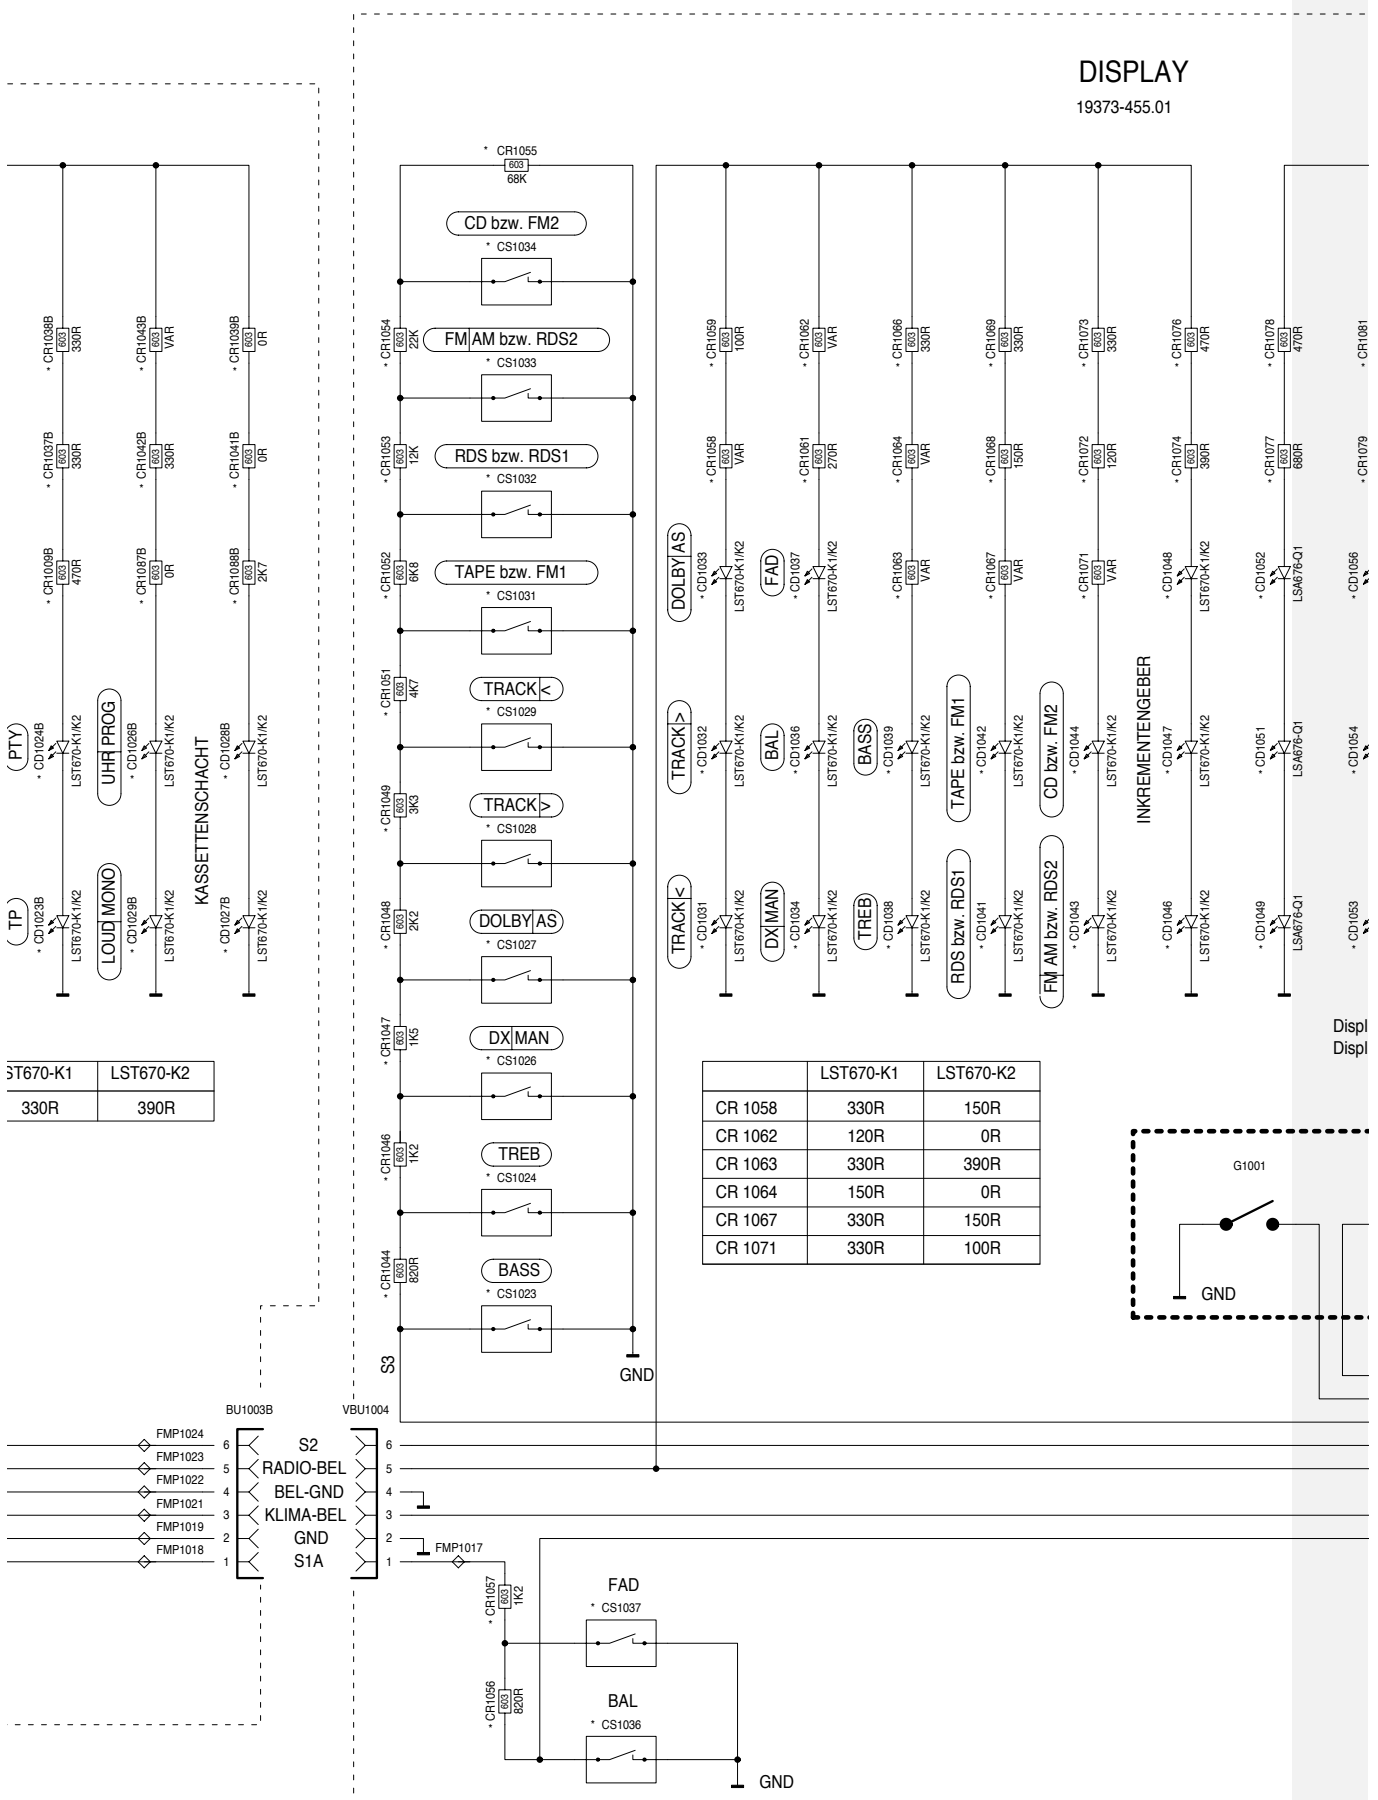 DISPLAY
19373-455.01
* CR1055
603
68K
CD bzw. FM2
* CS1034
* CR1054
603
22K
FM AM bzw. RDS2
* CS1033
* CR1053
603
12K
RDS bzw. RDS1
* CS1032
* CR1052
603
6K8
TAPE bzw. FM1
* CS1031
* CR1051
603
4K7
TRACK <
* CS1029
* CR1049
603
3K3
TRACK >
* CS1028
* CR1048
603
2K2
DOLBY AS
* CS1027
* CR1047
603
1K5
DX MAN
* CS1026
* CR1046
603
1K2
TREB
* CS1024
* CR1044
603
820R
BASS
* CS1023
S3
GND
* CR1038B
603
330R
* CR1037B
603
330R
* CR1009B
603
470R
PTY
* CD1024B
LST670-K1/K2
TP
* CD1023B
LST670-K1/K2
* CR1043B
603
VAR
* CR1042B
603
330R
* CR1087B
603
0R
UHR PROG
* CD1026B
LST670-K1/K2
LOUD MONO
* CD1029B
LST670-K1/K2
* CR1039B
603
0R
* CR1041B
603
0R
* CR1088B
603
2K7
KASSETTENSCHACHT
* CD1028B
LST670-K1/K2
* CD1027B
LST670-K1/K2
* CR1059
603
100R
* CR1058
603
VAR
DOLBY AS
* CD1033
LST670-K1/K2
TRACK >
* CD1032
LST670-K1/K2
TRACK <
* CD1031
LST670-K1/K2
* CR1062
603
VAR
* CR1061
603
270R
FAD
* CD1037
LST670-K1/K2
BAL
* CD1036
LST670-K1/K2
DX MAN
* CD1034
LST670-K1/K2
* CR1066
603
330R
* CR1064
603
VAR
* CR1063
603
VAR
BASS
* CD1039
LST670-K1/K2
TREB
* CD1038
LST670-K1/K2
* CR1069
603
330R
* CR1068
603
150R
* CR1067
603
VAR
TAPE bzw. FM1
* CD1042
LST670-K1/K2
RDS bzw. RDS1
* CD1041
LST670-K1/K2
* CR1073
603
330R
* CR1072
603
120R
* CR1071
603
VAR
CD bzw. FM2
* CD1044
LST670-K1/K2
FM AM bzw. RDS2
* CD1043
LST670-K1/K2
* CR1076
603
470R
* CR1074
603
390R
* CD1048
LST670-K1/K2
INKREMENTENGEBER
* CD1047
LST670-K1/K2
* CD1046
LST670-K1/K2
* CR1078
603
470R
* CR1077
603
680R
* CD1052
LSA676-Q1
* CD1051
LSA676-Q1
* CD1049
LSA676-Q1
* CR1081
* CR1079
* CD1056
* CD1054
* CD1053
Displ
Displ
ST670-K1 LST670-K2
330R 390R
LST670-K1 LST670-K2
CR 1058 330R 150R
CR 1062 120R 0R
CR 1063 330R 390R
CR 1064 150R 0R
CR 1067 330R 150R
CR 1071 330R 100R
G1001
GND
BU1003B
VBU1004
FMP1024 6 S2 6
FMP1023 5 RADIO-BEL 5
FMP1022 4 BEL-GND 4
FMP1021 3 KLIMA-BEL 3
FMP1019 2 GND 2
FMP1018 1 S1A 1
FMP1017
* CR1057
603
1K2
FAD
* CS1037
* CR1056
603
820R
BAL
* CS1036
GND